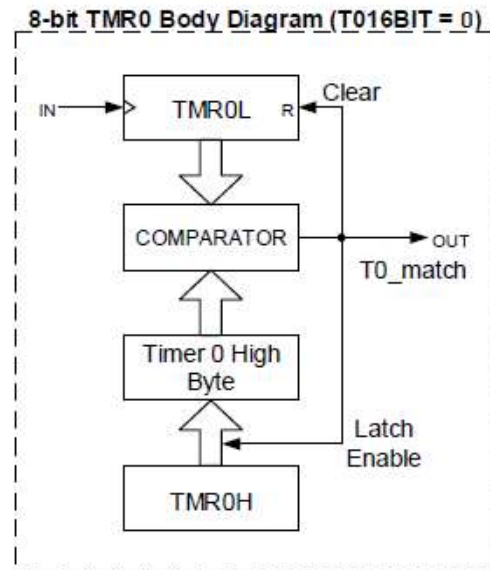 8-bit TMR0 Body Diagram (T016BIT = 0)
IN
TMR0L
R
Clear
COMPARATOR
OUT
T0_match
Timer 0 High
Byte
Latch
Enable
TMR0H